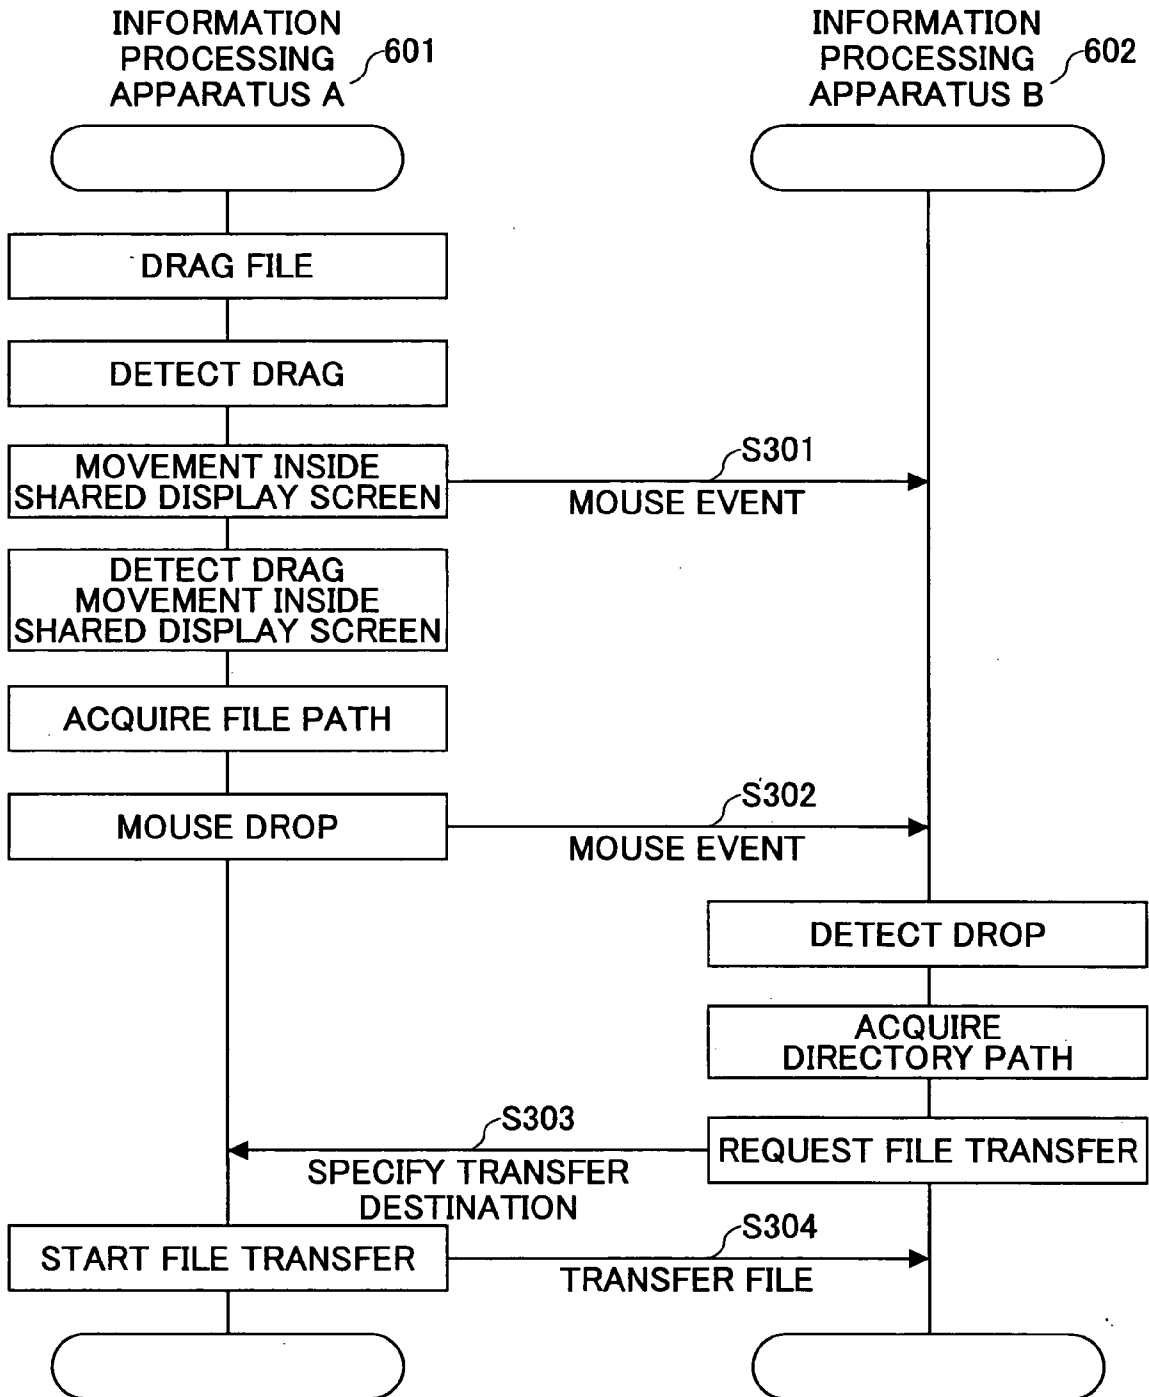 INFORMATION
PROCESSING
APPARATUS A
601
INFORMATION
PROCESSING
APPARATUS B
602
DRAG FILE
DETECT DRAG
MOVEMENT INSIDE
SHARED DISPLAY SCREEN
S301
MOUSE EVENT
DETECT DRAG
MOVEMENT INSIDE
SHARED DISPLAY SCREEN
ACQUIRE FILE PATH
MOUSE DROP
S302
MOUSE EVENT
DETECT DROP
ACQUIRE
DIRECTORY PATH
REQUEST FILE TRANSFER
S303
SPECIFY TRANSFER
DESTINATION
START FILE TRANSFER
S304
TRANSFER FILE